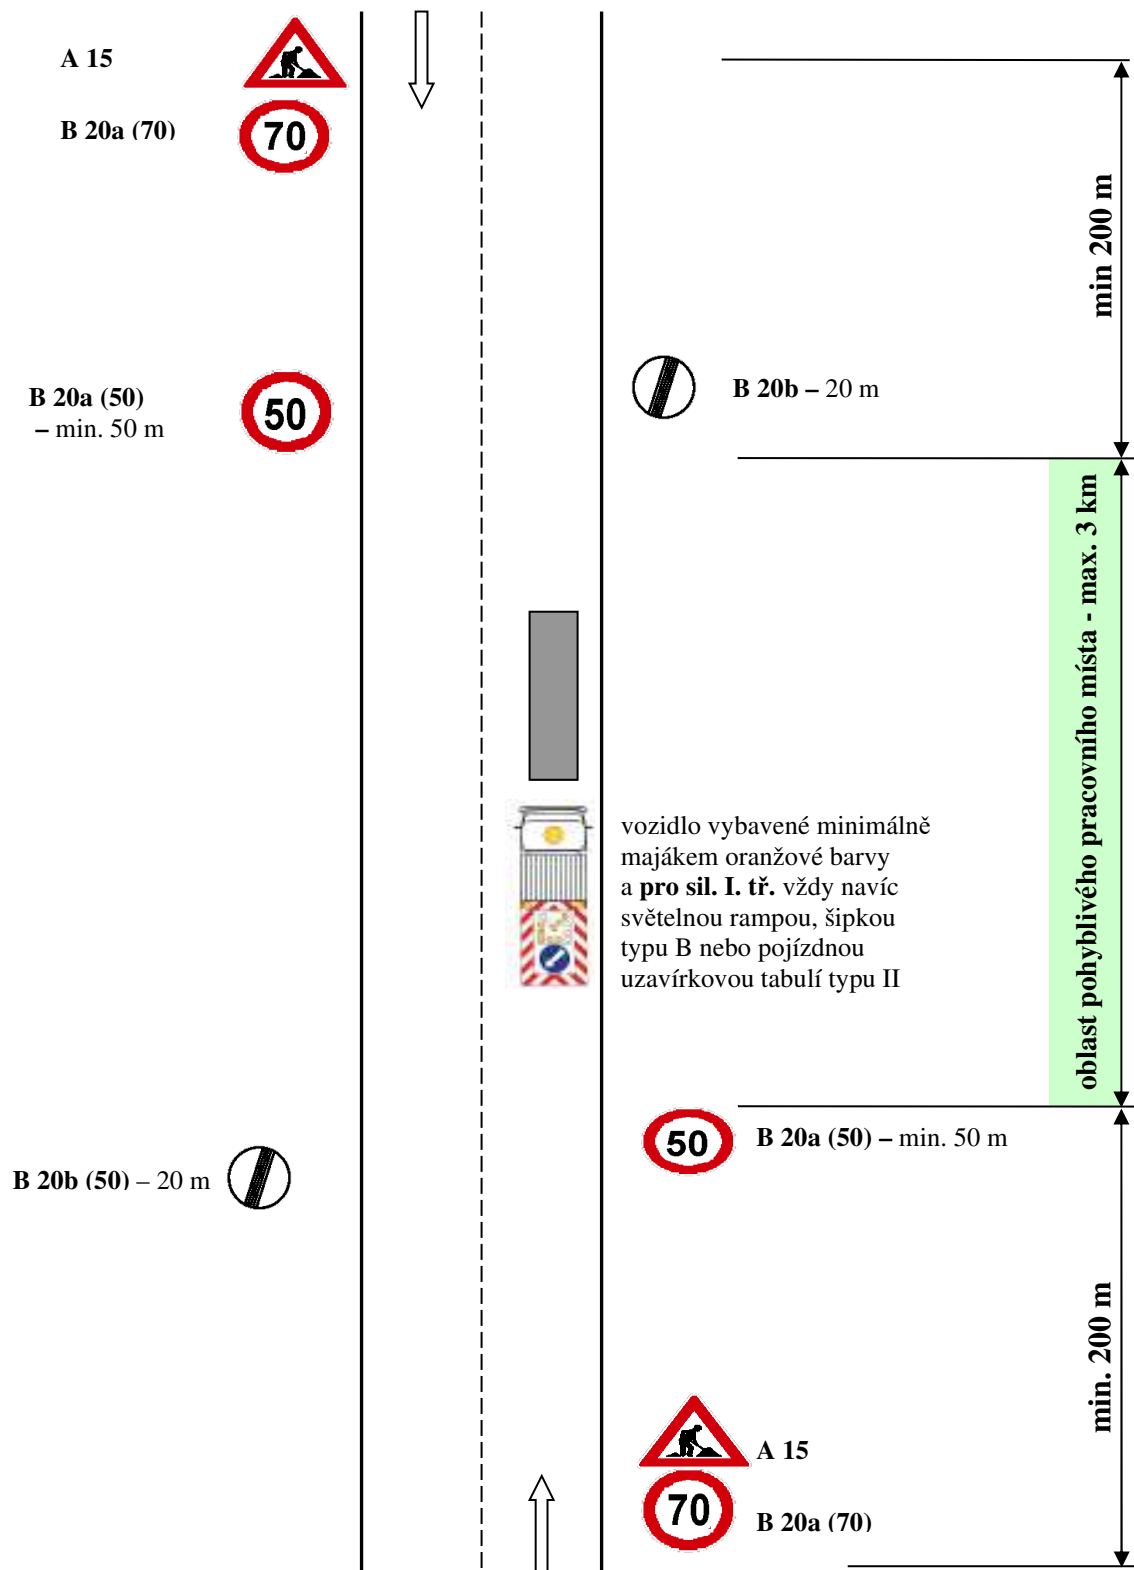 A 15
B 20a (70)
70
min 200 m
B 20a (50)
– min. 50 m
50
B 20b – 20 m
oblast pohyblivého pracovního místa - max. 3 km
vozidlo vybavené minimálně
majákem oranžové barvy
a pro sil. I. tř. vždy navíc
světelnou rampou, šipkou
typu B nebo pojízdnou
uzavírkovou tabulí typu II
50
B 20a (50) – min. 50 m
B 20b (50) – 20 m
min. 200 m
A 15
70
B 20a (70)